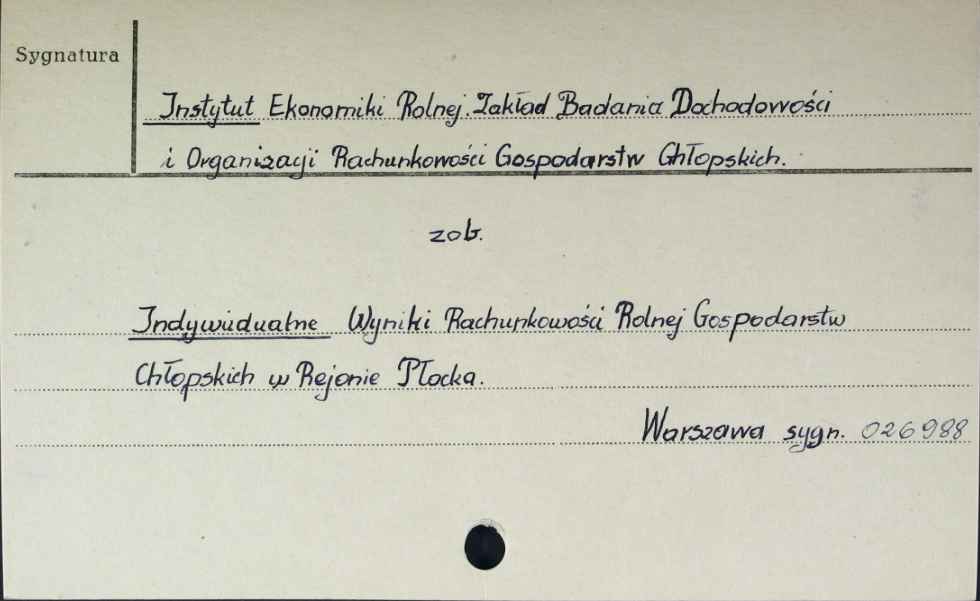 Sygnatura
Instytut Ekonomiki Rolnej. Zakład Badania Dochodowości
i Organizacji Rachunkowości Gospodarstw Chłopskich.
zob.
Indywidualne Wyniki Rachunkowości Rolnej Gospodarstw
Chłopskich w Rejonie Płocka.
Warszawa sygn. 026988